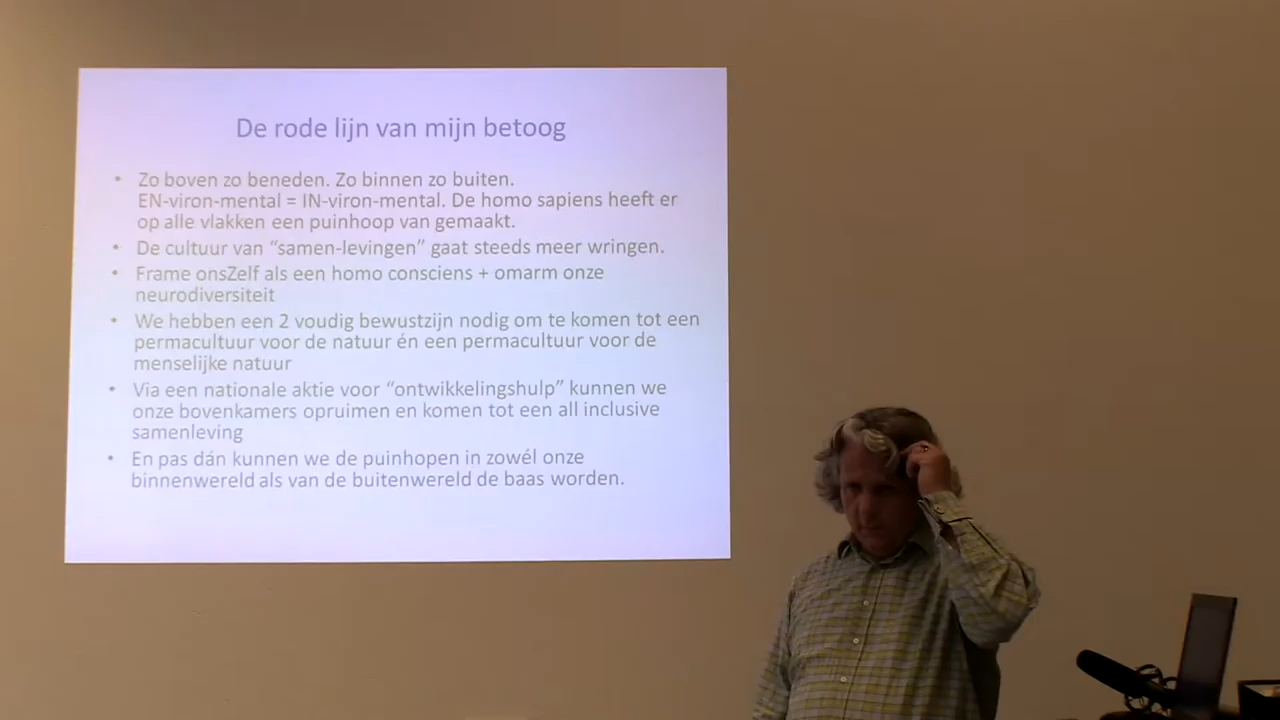 De rode lijn van mijn betoog
• Zo boven zo beneden. Zo binnen zo buiten.
EN-viron-mental = IN-viron-mental. De homo sapiens heeft er
op alle vlakken een puinhoop van gemaakt.
• De cultuur van “samen-levingen” gaat steeds meer wringen.
• Frame onsZelf als een homo consciens + omarm onze
neurodiversiteit
• We hebben een 2 voudig bewustzijn nodig om te komen tot een
permacultuur voor de natuur én een permacultuur voor de
menselijke natuur
• Via een nationale aktie voor “ontwikkelingshulp” kunnen we
onze bovenkamers opruimen en komen tot een all inclusive
samenleving
• En pas dán kunnen we de puinhopen in zowél onze
binnenwereld als van de buitenwereld de baas worden.